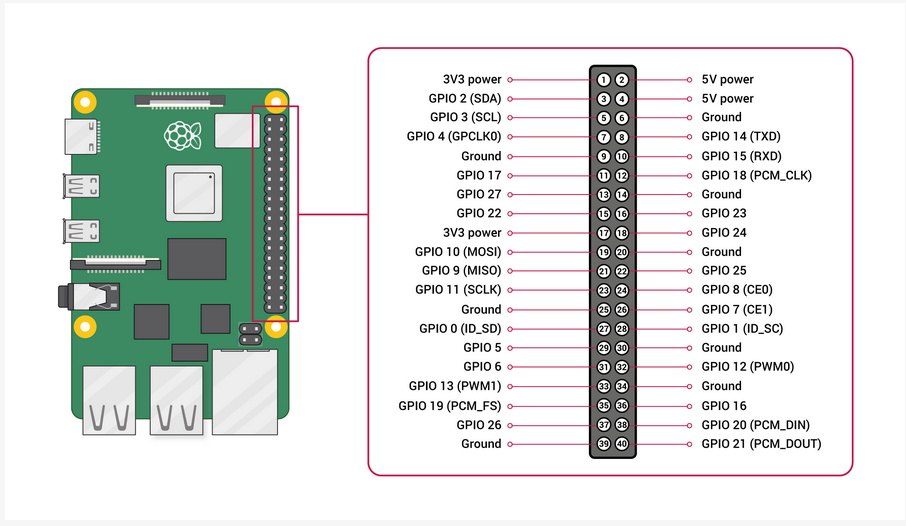 3V3 power 1 2 5V power
GPIO 2 (SDA) 3 4 5V power
GPIO 3 (SCL) 5 6 Ground
GPIO 4 (GPCLK0) 7 8 GPIO 14 (TXD)
Ground 9 10 GPIO 15 (RXD)
GPIO 17 11 12 GPIO 18 (PCM_CLK)
GPIO 27 13 14 Ground
GPIO 22 15 16 GPIO 23
3V3 power 17 18 GPIO 24
GPIO 10 (MOSI) 19 20 Ground
GPIO 9 (MISO) 21 22 GPIO 25
GPIO 11 (SCLK) 23 24 GPIO 8 (CE0)
Ground 25 26 GPIO 7 (CE1)
GPIO 0 (ID_SD) 27 28 GPIO 1 (ID_SC)
GPIO 5 29 30 Ground
GPIO 6 31 32 GPIO 12 (PWM0)
GPIO 13 (PWM1) 33 34 Ground
GPIO 19 (PCM_FS) 35 36 GPIO 16
GPIO 26 37 38 GPIO 20 (PCM_DIN)
Ground 39 40 GPIO 21 (PCM_DOUT)